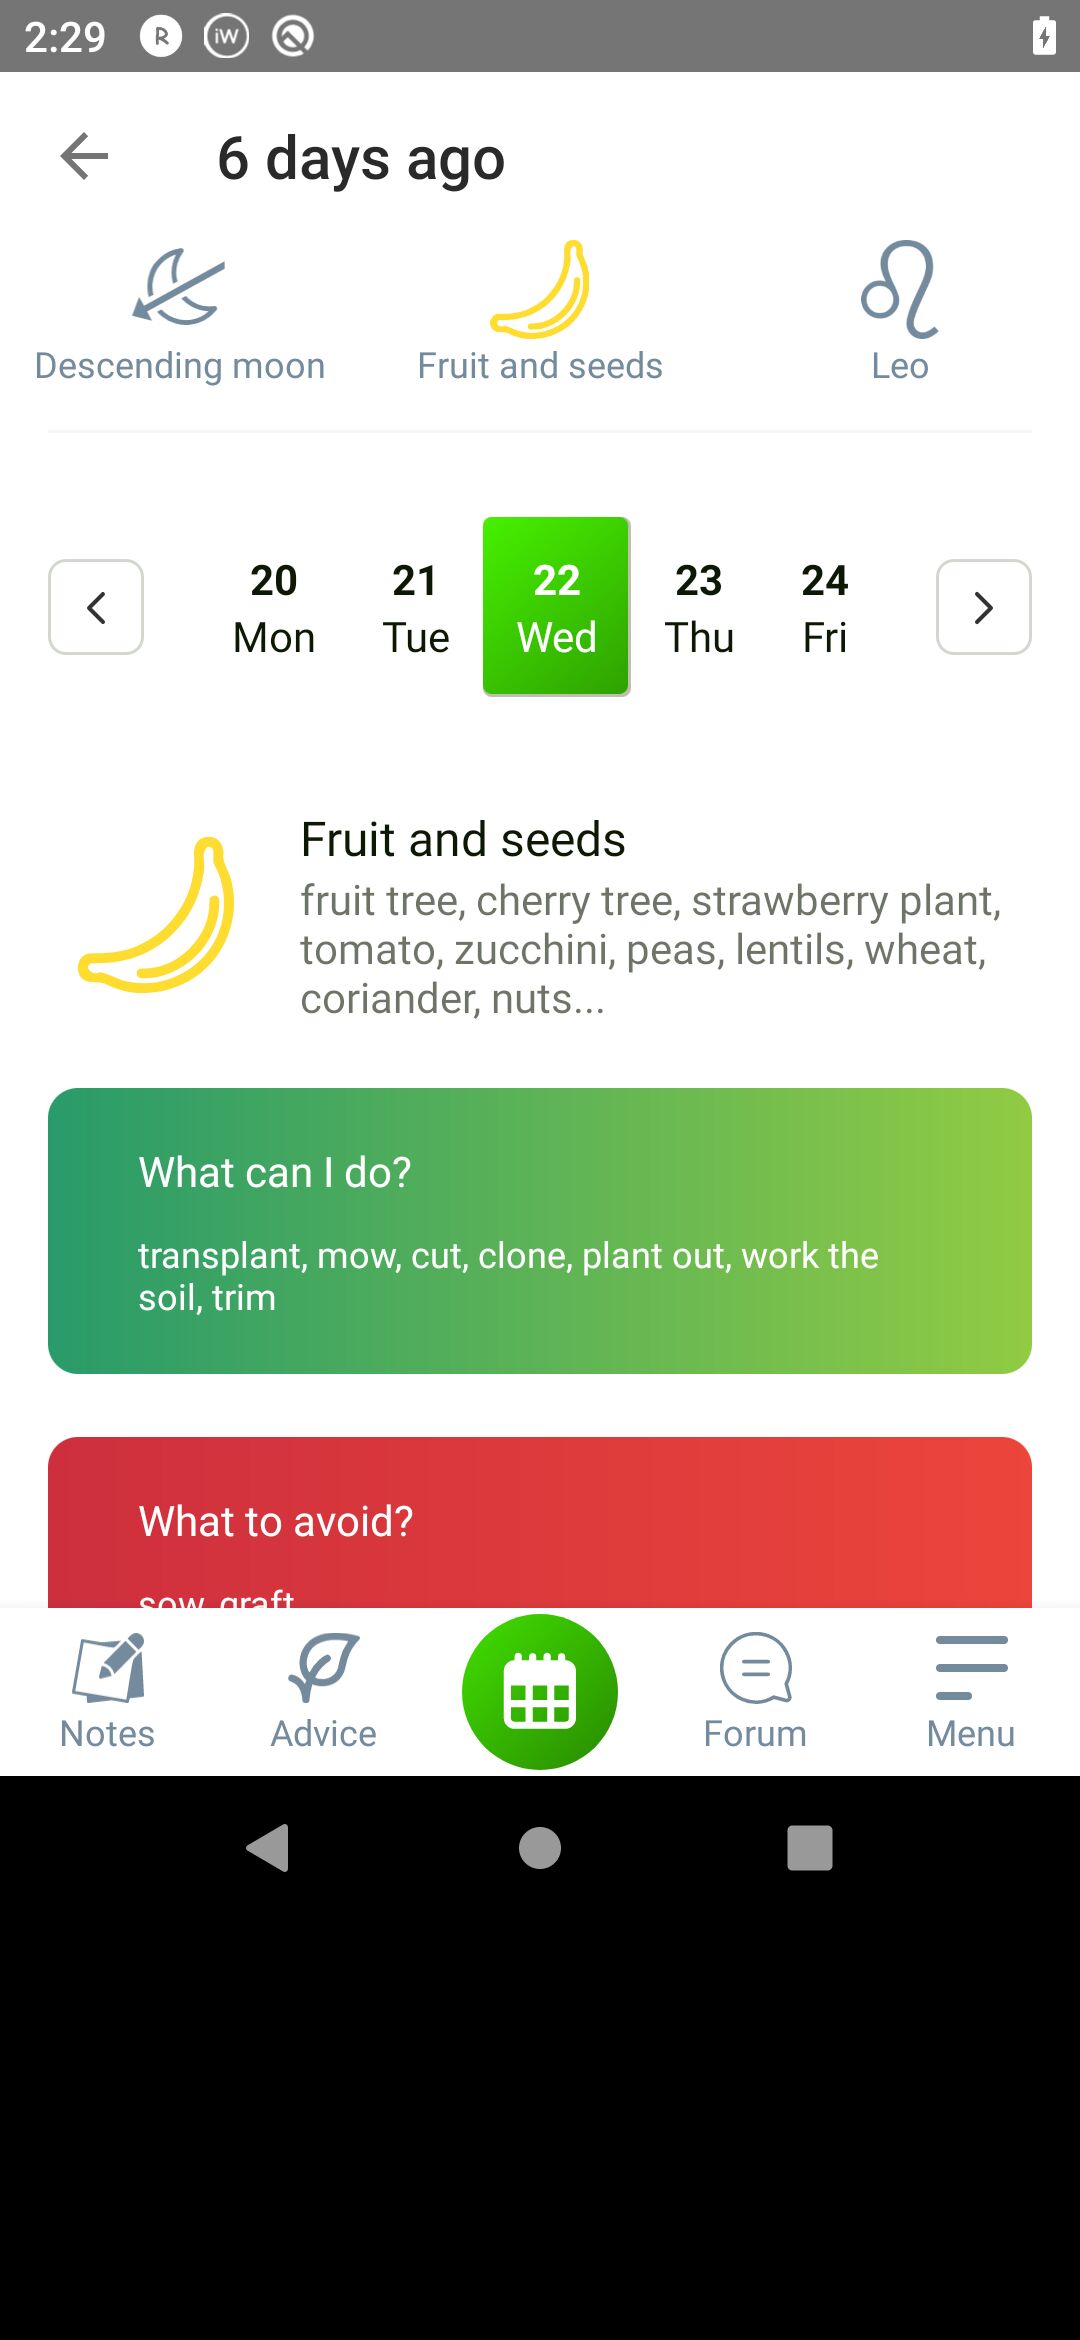 2:29
6 days ago
Descending moon
Fruit and seeds
Leo
20 21 22 23 24
Mon Tue Wed Thu Fri
Fruit and seeds
fruit tree, cherry tree, strawberry plant,
tomato, zucchini, peas, lentils, wheat,
coriander, nuts...
What can I do?
transplant, mow, cut, clone, plant out, work the
soil, trim
What to avoid?
sow, graft
Notes
Advice
Forum
Menu